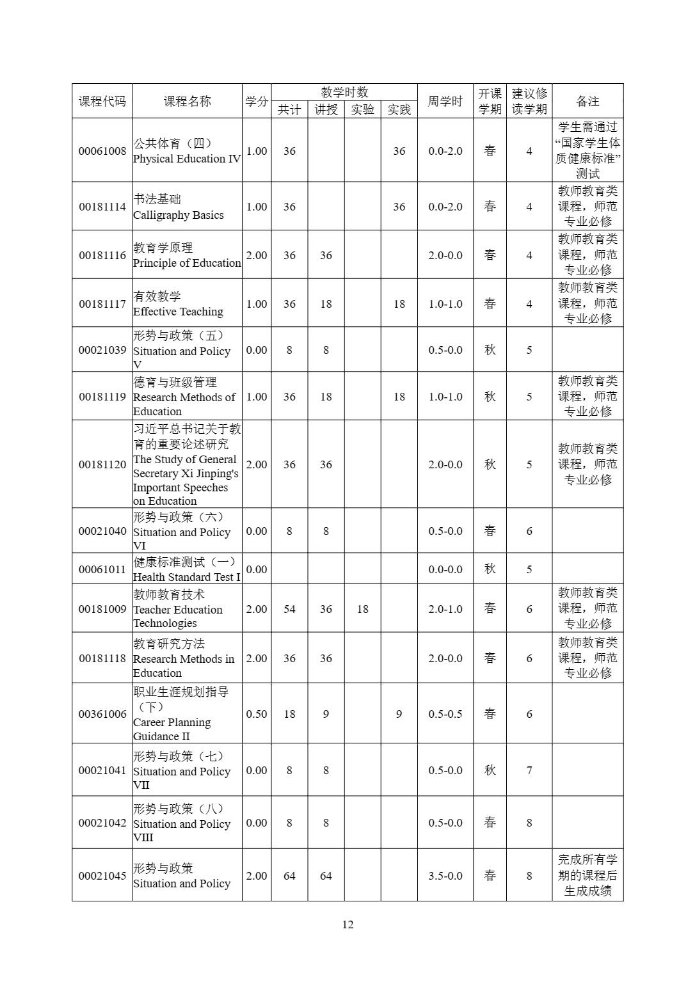 课程代码 课程名称 学分 教学时数 周学时 开课学期 建议修读学期 备注
共计 讲授 实验 实践
00061008 公共体育（四） 1.00 36 36 0.0-2.0 春 4 学生需通过
Physical Education IV “国家学生体
质健康标准”
测试
00181114 书法基础 1.00 36 36 0.0-2.0 春 4 教师教育类
Calligraphy Basics 课程，师范
专业必修
00181116 教育学原理 2.00 36 36 2.0-0.0 春 4 教师教育类
Principle of Education 课程，师范
专业必修
00181117 有效教学 1.00 36 18 18 1.0-1.0 春 4 教师教育类
Effective Teaching 课程，师范
专业必修
00021039 形势与政策（五） 0.00 8 8 0.5-0.0 秋 5
Situation and Policy
V
00181119 德育与班级管理 1.00 36 18 18 1.0-1.0 秋 5 教师教育类
Research Methods of 课程，师范
Education 专业必修
00181120 习近平总书记关于教 2.00 36 36 2.0-0.0 秋 5 教师教育类
育的重要论述研究 课程，师范
The Study of General 专业必修
Secretary Xi Jinping's
Important Speeches
on Education
00021040 形势与政策（六） 0.00 8 8 0.5-0.0 春 6
Situation and Policy
VI
00061011 健康标准测试（一） 0.00 0.0-0.0 秋 5
Health Standard Test I
00181009 教师教育技术 2.00 54 36 18 2.0-1.0 春 6 教师教育类
Teacher Education 课程，师范
Technologies 专业必修
00181118 教育研究方法 2.00 36 36 2.0-0.0 春 6 教师教育类
Research Methods in 课程，师范
Education 专业必修
00361006 职业生涯规划指导 0.50 18 9 9 0.5-0.5 春 6
（下）
Career Planning
Guidance II
00021041 形势与政策（七） 0.00 8 8 0.5-0.0 秋 7
Situation and Policy
VII
00021042 形势与政策（八） 0.00 8 8 0.5-0.0 春 8
Situation and Policy
VIII
00021045 形势与政策 2.00 64 64 3.5-0.0 春 8 完成所有学
Situation and Policy 期的课程后
生成成绩
12